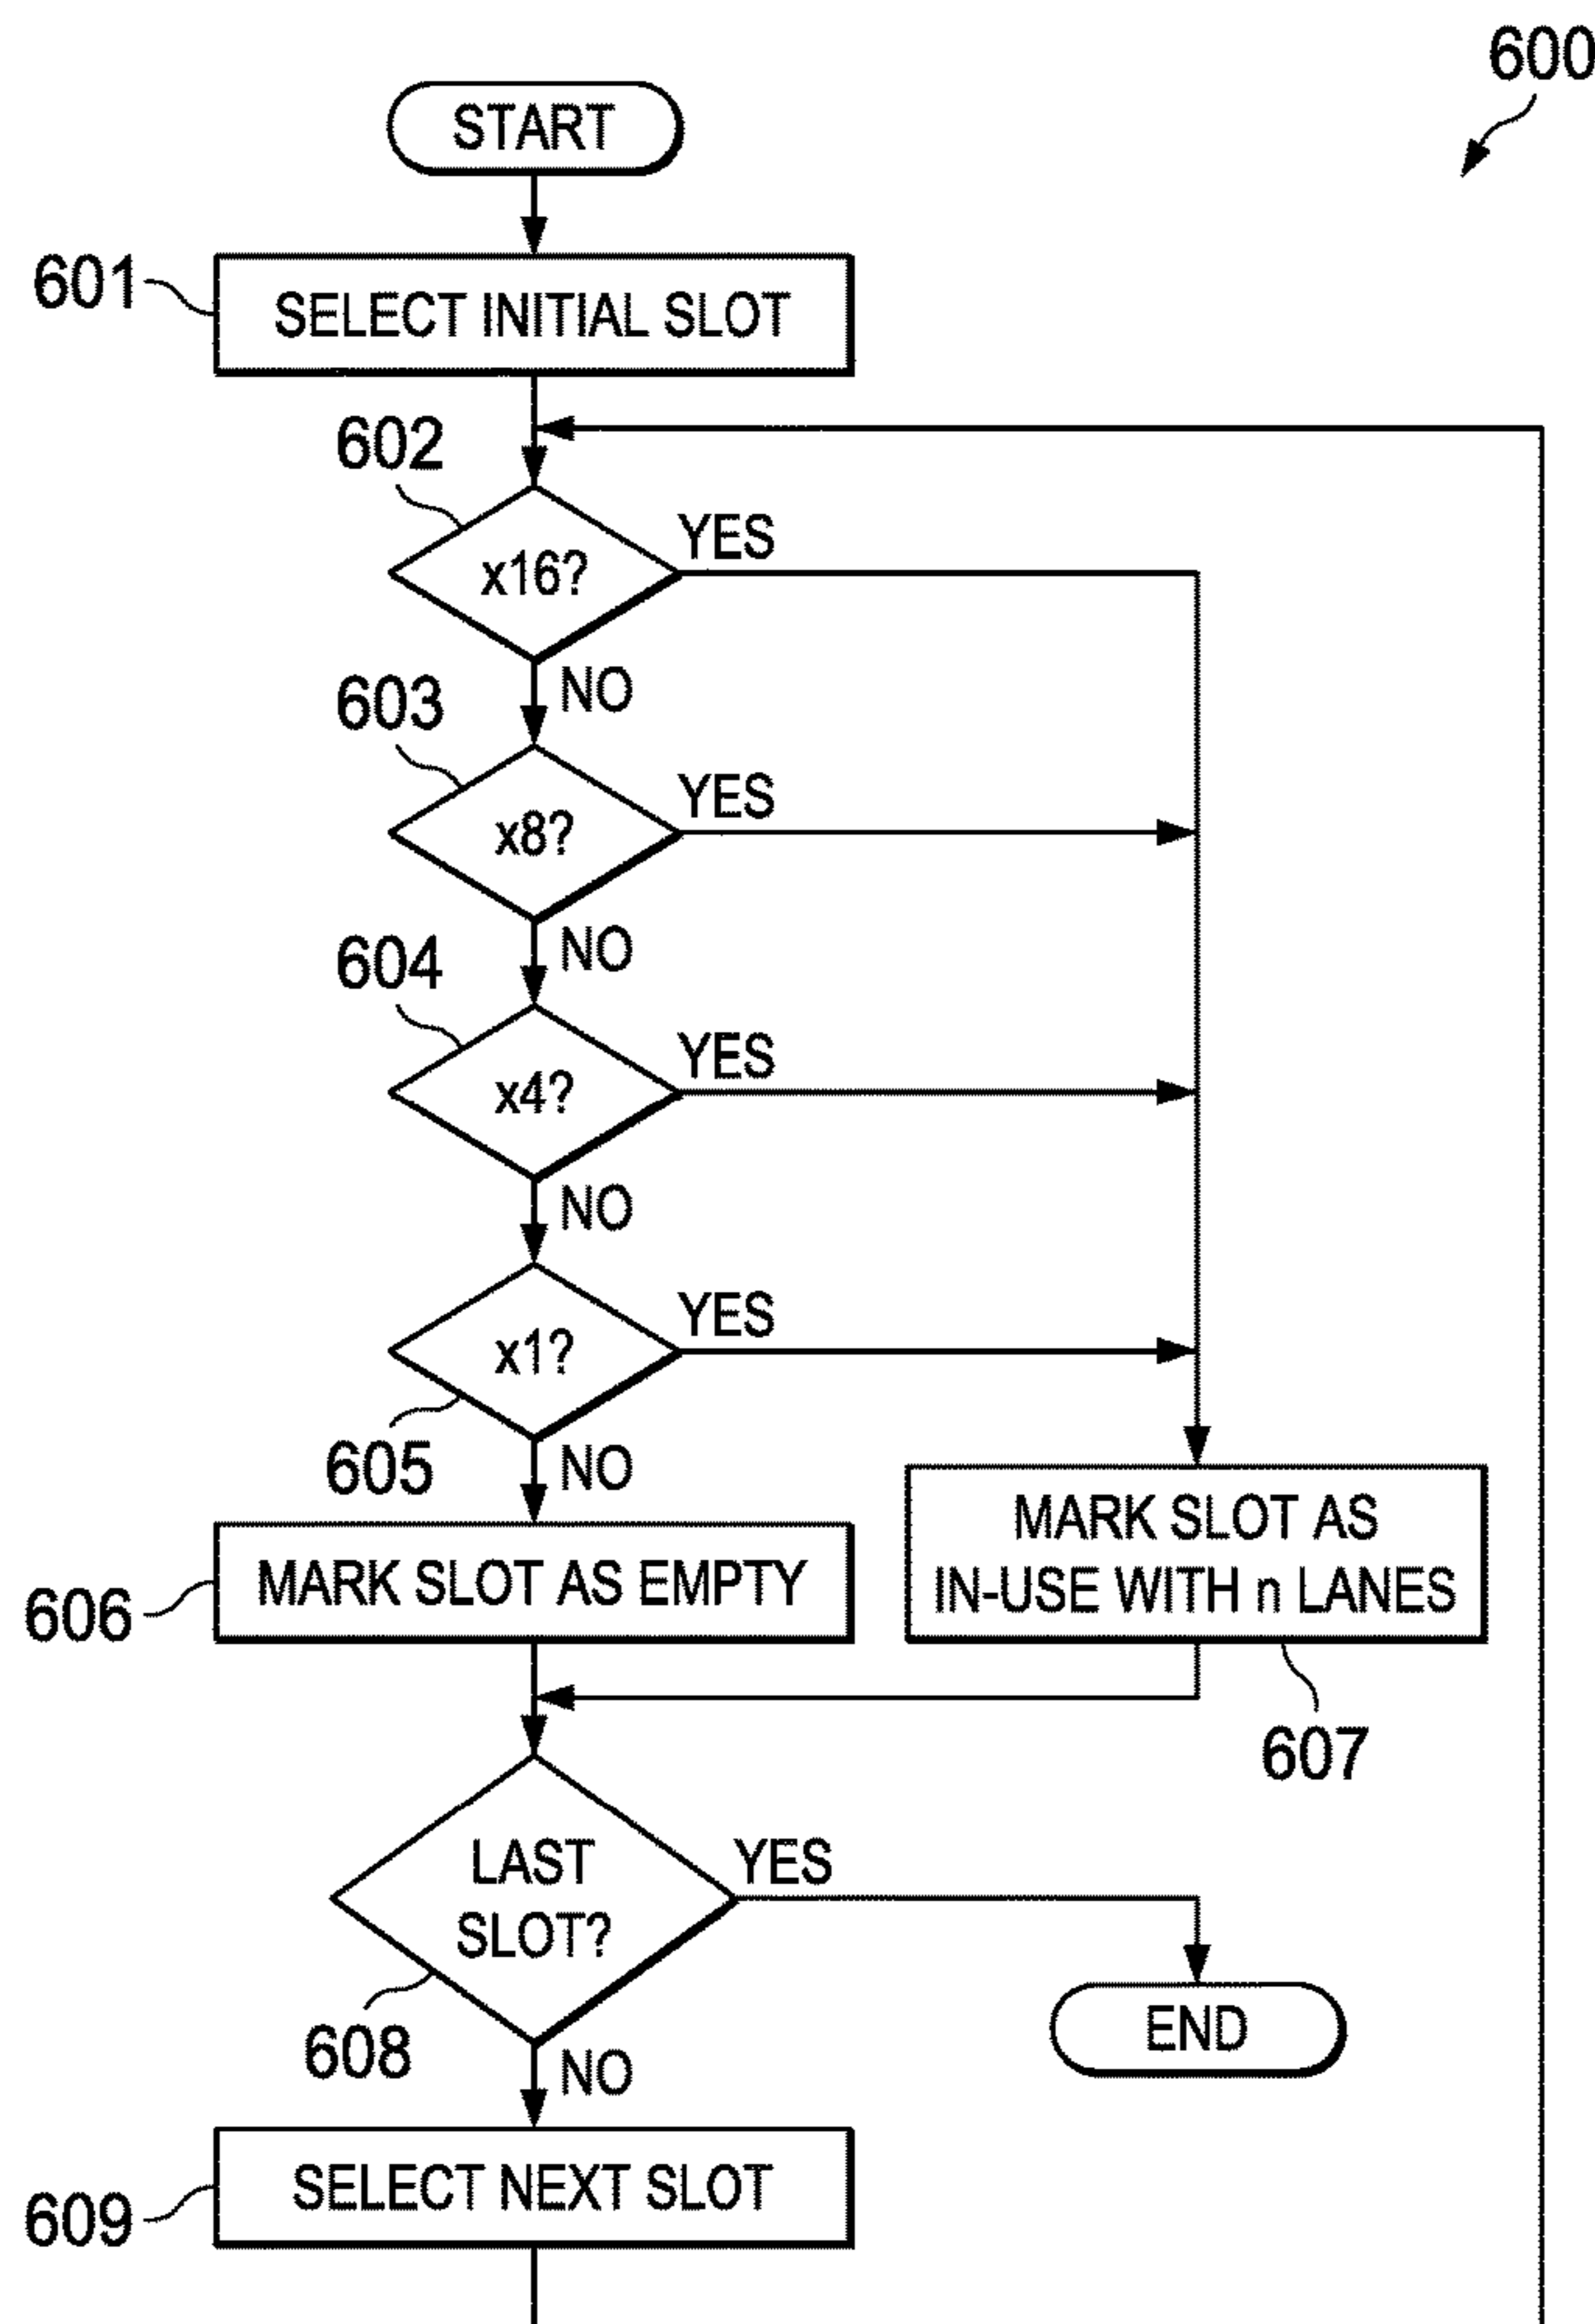 600
START
601
SELECT INITIAL SLOT
602
x16?
YES
NO
603
x8?
YES
NO
604
x4?
YES
NO
x1?
YES
605
NO
606
MARK SLOT AS EMPTY
MARK SLOT AS
IN-USE WITH n LANES
607
LAST
SLOT?
YES
608
NO
END
609
SELECT NEXT SLOT